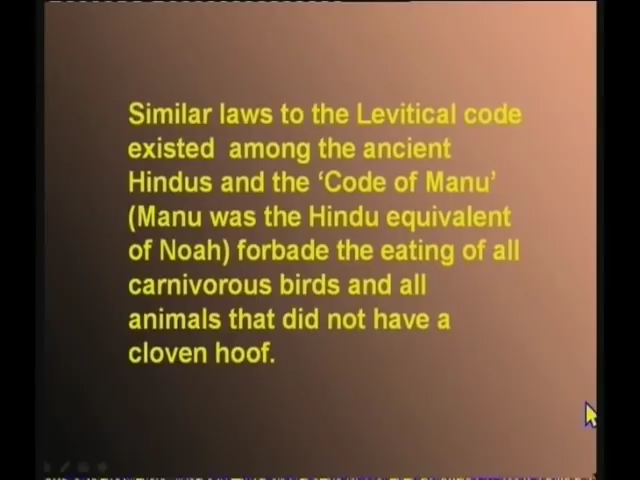 Similar laws to the Levitical code
existed among the ancient
Hindus and the ‘Code of Manu’
(Manu was the Hindu equivalent
of Noah) forbade the eating of all
carnivorous birds and all
animals that did not have a
cloven hoof.